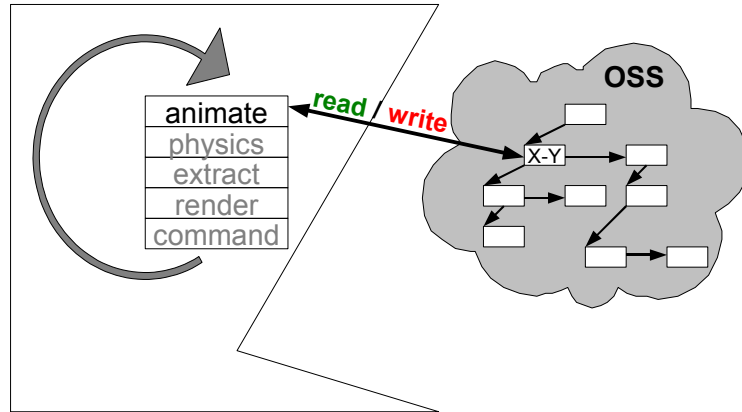 OSS
read / write
animate
physics
extract
render
command
X-Y